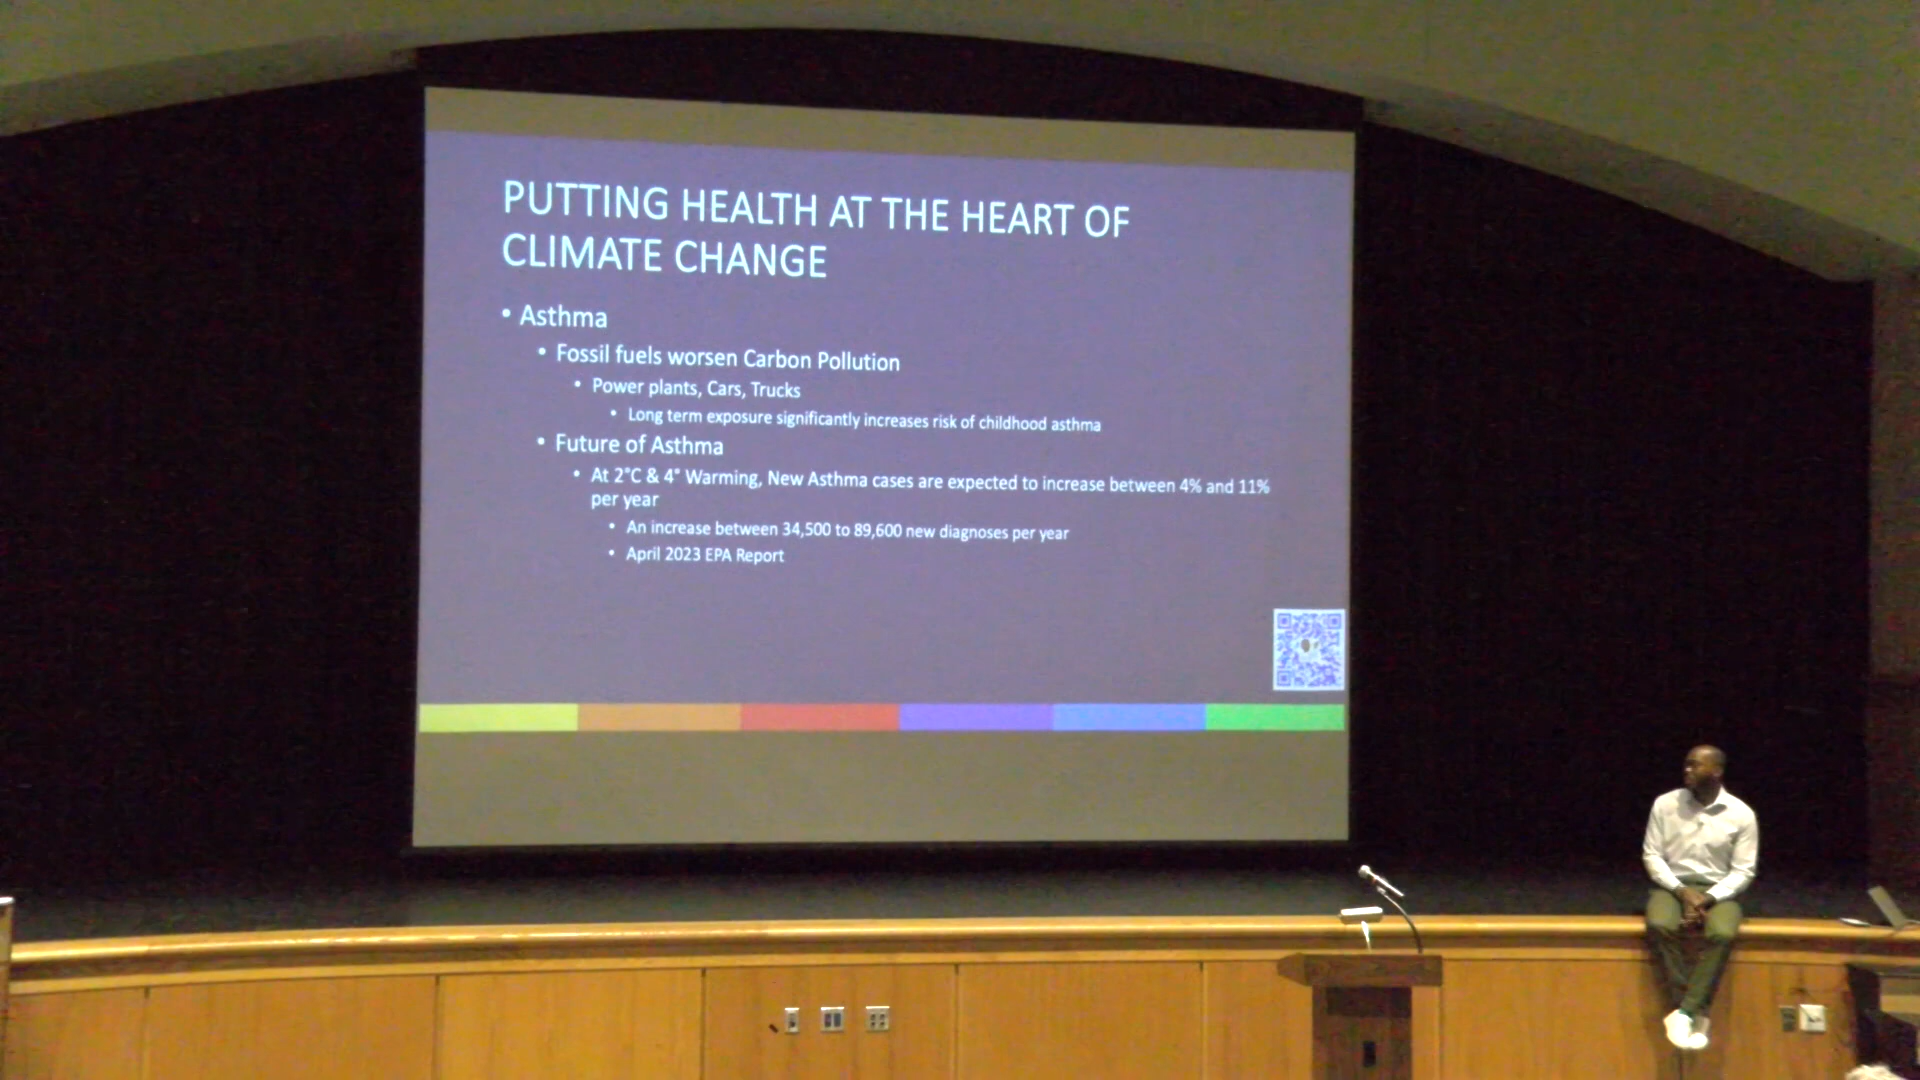 PUTTING HEALTH AT THE HEART OF
CLIMATE CHANGE
• Asthma
• Fossil fuels worsen Carbon Pollution
• Power plants, Cars, Trucks
• Long term exposure significantly increases risk of childhood asthma
• Future of Asthma
• At 2°C & 4° Warming, New Asthma cases are expected to increase between 4% and 11%
per year
• An increase between 34,500 to 89,600 new diagnoses per year
• April 2023 EPA Report